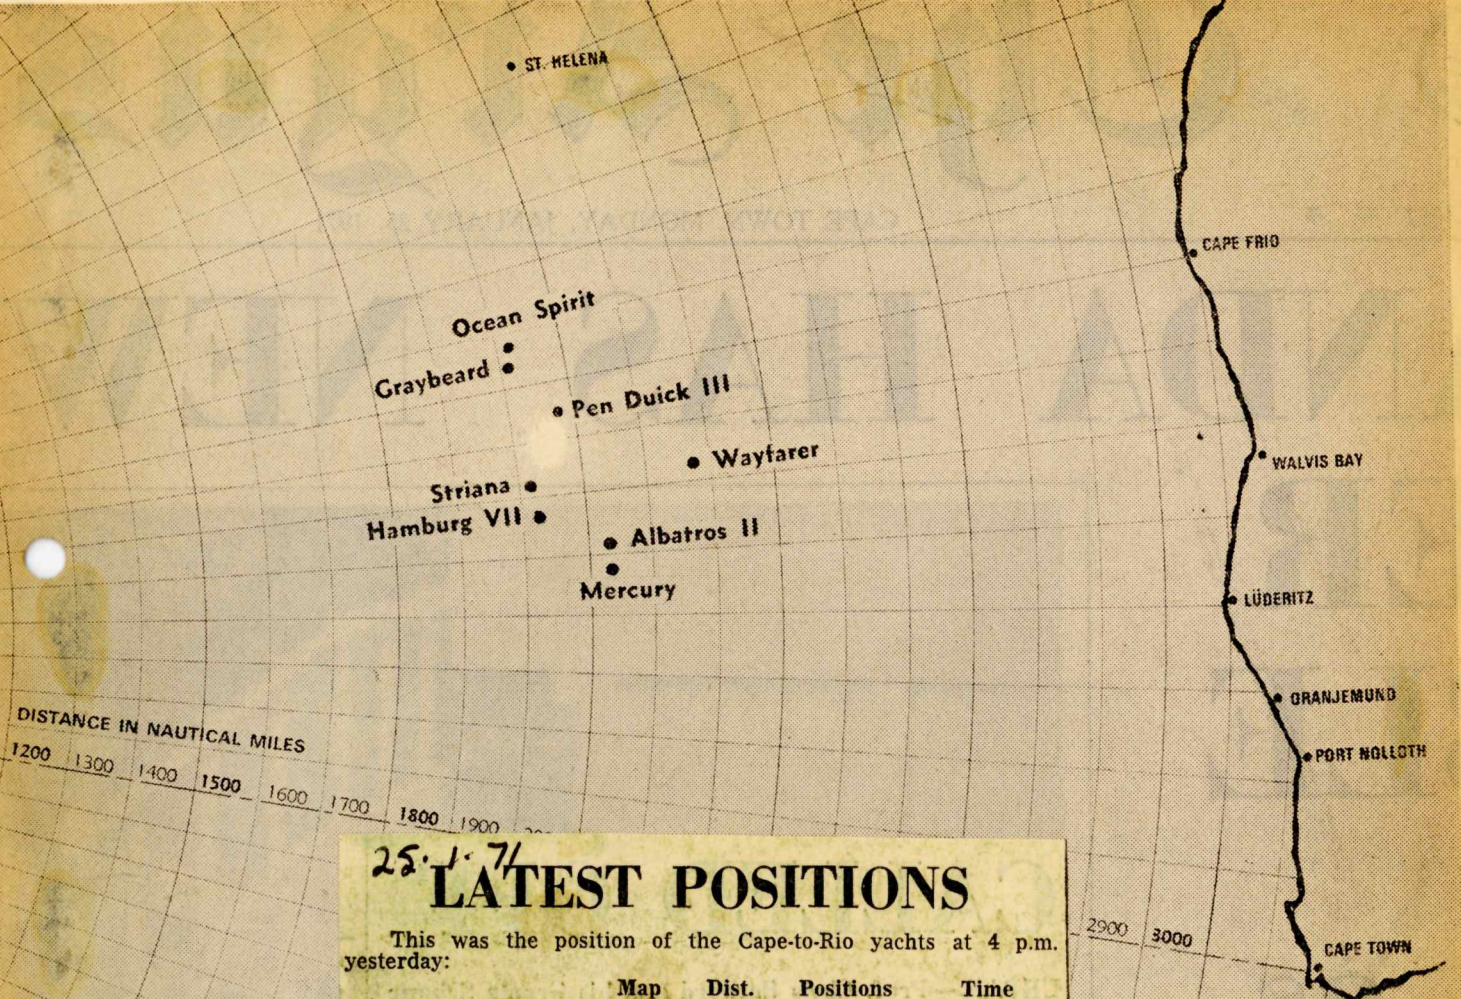 ST. HELENA
CAPE FRIO
Ocean Spirit
Graybeard
Pen Duick III
Wayfarer
WALVIS BAY
Striana
Hamburg VII
Albatros II
Mercury
LÜDERITZ
ORANJEMUND
DISTANCE IN NAUTICAL MILES
PORT NOLLOTH
1200 1300 1400 1500 1600 1700 1800 1900
25.1.71
LATEST POSITIONS
2900 3000
This was the position of the Cape-to-Rio yachts at 4 p.m.
yesterday:
CAPE TOWN
Map Dist. Positions Time